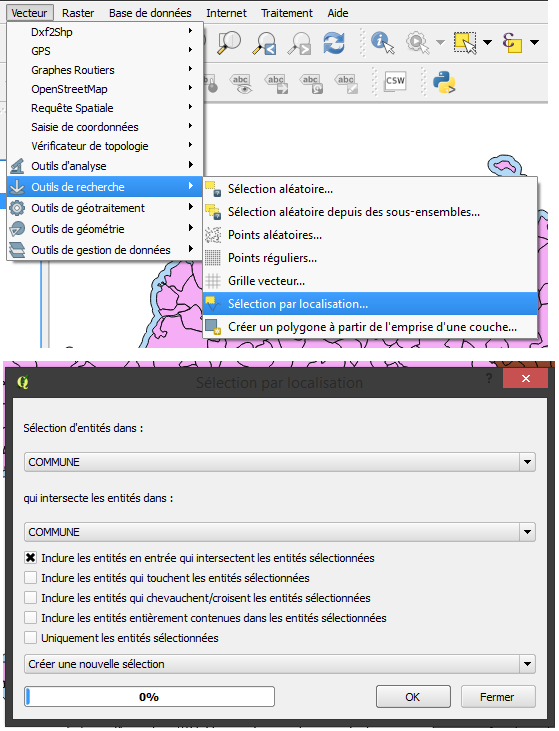 Vecteur Raster Base de données Internet Traitement Aide
Dxf2Shp
GPS
Graphes Routiers
OpenStreetMap
Requête Spatiale
Saisie de coordonnées
Vérificateur de topologie
Outils d'analyse
Outils de recherche
Outils de géotraitement
Outils de géométrie
Outils de gestion de données
abc abc abc abc CSW
Sélection aléatoire...
Sélection aléatoire depuis des sous-ensembles...
Points aléatoires...
Points réguliers...
Grille vecteur...
Sélection par localisation...
Créer un polygone à partir de l'emprise d'une couche...
Sélection par localisation ? x
Sélection d'entités dans :
COMMUNE
qui intersecte les entités dans :
COMMUNE
Inclure les entités en entrée qui intersectent les entités sélectionnées
Inclure les entités qui touchent les entités sélectionnées
Inclure les entités qui chevauchent/croisent les entités sélectionnées
Inclure les entités entièrement contenues dans les entités sélectionnées
Uniquement les entités sélectionnées
Créer une nouvelle sélection
0% OK Fermer